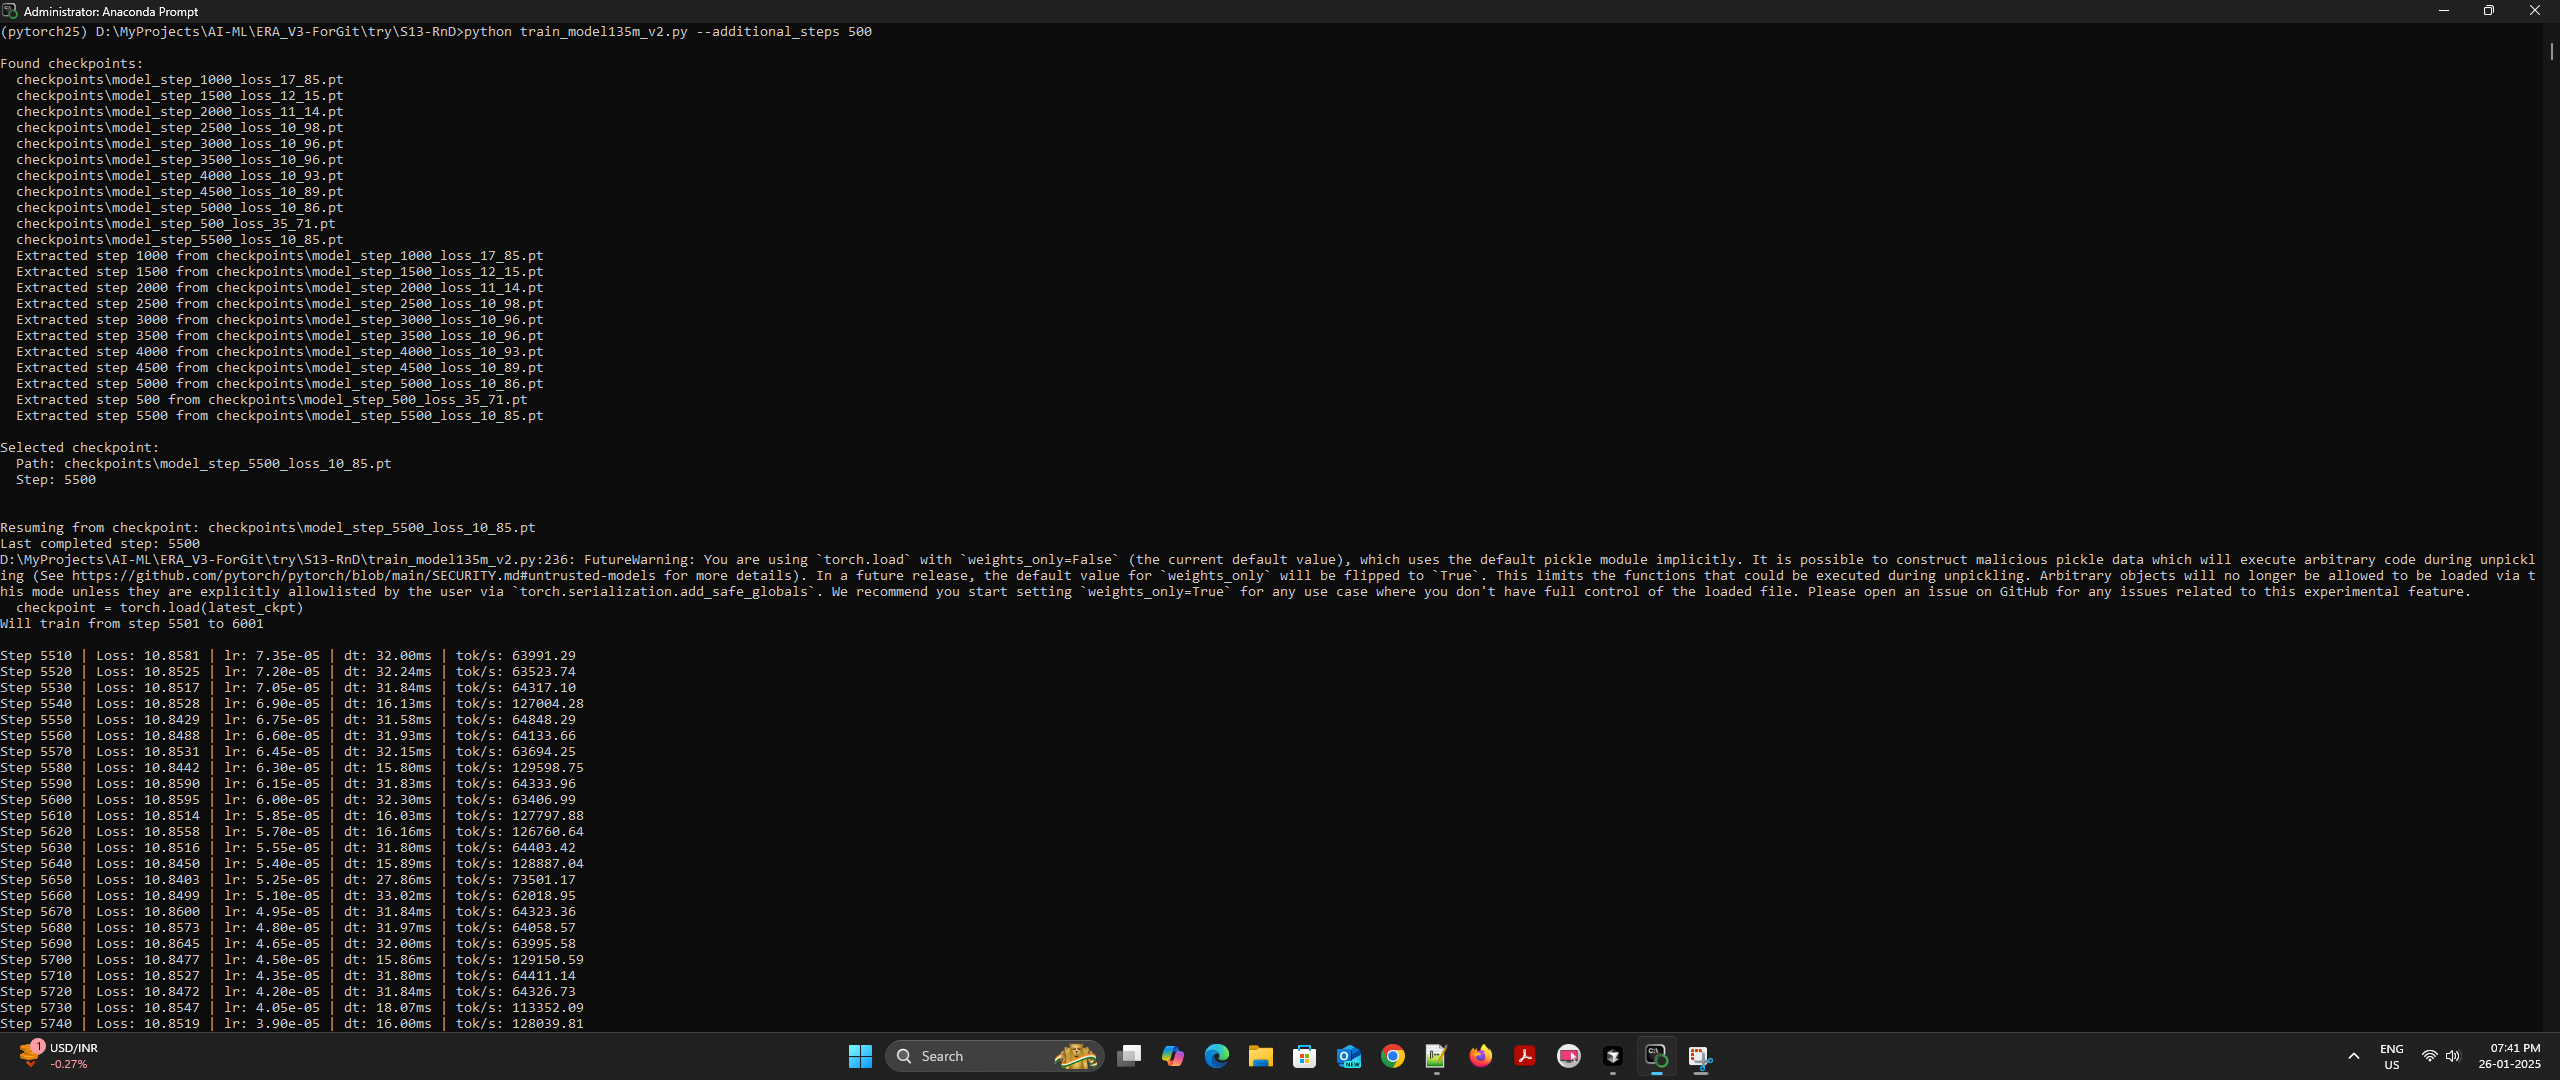 Administrator: Anaconda Prompt
(pytorch25) D:\MyProjects\AI-ML\ERA_V3-ForGit\try\S13-RnD>python train_model135m_v2.py --additional_steps 500
Found checkpoints:
checkpoints\model_step_1000_loss_17_85.pt
checkpoints\model_step_1500_loss_12_15.pt
checkpoints\model_step_2000_loss_11_14.pt
checkpoints\model_step_2500_loss_10_98.pt
checkpoints\model_step_3000_loss_10_96.pt
checkpoints\model_step_3500_loss_10_96.pt
checkpoints\model_step_4000_loss_10_93.pt
checkpoints\model_step_4500_loss_10_89.pt
checkpoints\model_step_5000_loss_10_86.pt
checkpoints\model_step_500_loss_35_71.pt
checkpoints\model_step_5500_loss_10_85.pt
Extracted step 1000 from checkpoints\model_step_1000_loss_17_85.pt
Extracted step 1500 from checkpoints\model_step_1500_loss_12_15.pt
Extracted step 2000 from checkpoints\model_step_2000_loss_11_14.pt
Extracted step 2500 from checkpoints\model_step_2500_loss_10_98.pt
Extracted step 3000 from checkpoints\model_step_3000_loss_10_96.pt
Extracted step 3500 from checkpoints\model_step_3500_loss_10_96.pt
Extracted step 4000 from checkpoints\model_step_4000_loss_10_93.pt
Extracted step 4500 from checkpoints\model_step_4500_loss_10_89.pt
Extracted step 5000 from checkpoints\model_step_5000_loss_10_86.pt
Extracted step 500 from checkpoints\model_step_500_loss_35_71.pt
Extracted step 5500 from checkpoints\model_step_5500_loss_10_85.pt
Selected checkpoint:
Path: checkpoints\model_step_5500_loss_10_85.pt
Step: 5500
Resuming from checkpoint: checkpoints\model_step_5500_loss_10_85.pt
Last completed step: 5500
D:\MyProjects\AI-ML\ERA_V3-ForGit\try\S13-RnD\train_model135m_v2.py:236: FutureWarning: You are using `torch.load` with `weights_only=False` (the current default value), which uses the default pickle module implicitly. It is possible to construct malicious pickle data which will execute arbitrary code during unpickl
ing (See https://github.com/pytorch/pytorch/blob/main/SECURITY.md#untrusted-models for more details). In a future release, the default value for `weights_only` will be flipped to `True`. This limits the functions that could be executed during unpickling. Arbitrary objects will no longer be allowed to be loaded via t
his mode unless they are explicitly allowlisted by the user via `torch.serialization.add_safe_globals`. We recommend you start setting `weights_only=True` for any use case where you don't have full control of the loaded file. Please open an issue on GitHub for any issues related to this experimental feature.
checkpoint = torch.load(latest_ckpt)
Will train from step 5501 to 6001
Step 5510 | Loss: 10.8581 | lr: 7.35e-05 | dt: 32.00ms | tok/s: 63991.29
Step 5520 | Loss: 10.8525 | lr: 7.20e-05 | dt: 32.24ms | tok/s: 63523.74
Step 5530 | Loss: 10.8517 | lr: 7.05e-05 | dt: 31.84ms | tok/s: 64317.10
Step 5540 | Loss: 10.8528 | lr: 6.90e-05 | dt: 16.13ms | tok/s: 127004.28
Step 5550 | Loss: 10.8429 | lr: 6.75e-05 | dt: 31.58ms | tok/s: 64848.29
Step 5560 | Loss: 10.8488 | lr: 6.60e-05 | dt: 31.93ms | tok/s: 64133.66
Step 5570 | Loss: 10.8531 | lr: 6.45e-05 | dt: 32.15ms | tok/s: 63694.25
Step 5580 | Loss: 10.8442 | lr: 6.30e-05 | dt: 15.80ms | tok/s: 129598.75
Step 5590 | Loss: 10.8590 | lr: 6.15e-05 | dt: 31.83ms | tok/s: 64333.96
Step 5600 | Loss: 10.8595 | lr: 6.00e-05 | dt: 32.30ms | tok/s: 63406.99
Step 5610 | Loss: 10.8514 | lr: 5.85e-05 | dt: 16.03ms | tok/s: 127797.88
Step 5620 | Loss: 10.8558 | lr: 5.70e-05 | dt: 16.16ms | tok/s: 126760.64
Step 5630 | Loss: 10.8516 | lr: 5.55e-05 | dt: 31.80ms | tok/s: 64403.42
Step 5640 | Loss: 10.8450 | lr: 5.40e-05 | dt: 15.89ms | tok/s: 128887.04
Step 5650 | Loss: 10.8403 | lr: 5.25e-05 | dt: 27.86ms | tok/s: 73501.17
Step 5660 | Loss: 10.8499 | lr: 5.10e-05 | dt: 33.02ms | tok/s: 62018.95
Step 5670 | Loss: 10.8600 | lr: 4.95e-05 | dt: 31.84ms | tok/s: 64323.36
Step 5680 | Loss: 10.8573 | lr: 4.80e-05 | dt: 31.97ms | tok/s: 64058.57
Step 5690 | Loss: 10.8645 | lr: 4.65e-05 | dt: 32.00ms | tok/s: 63995.58
Step 5700 | Loss: 10.8477 | lr: 4.50e-05 | dt: 15.86ms | tok/s: 129150.59
Step 5710 | Loss: 10.8527 | lr: 4.35e-05 | dt: 31.80ms | tok/s: 64411.14
Step 5720 | Loss: 10.8472 | lr: 4.20e-05 | dt: 31.84ms | tok/s: 64326.73
Step 5730 | Loss: 10.8547 | lr: 4.05e-05 | dt: 18.07ms | tok/s: 113352.09
Step 5740 | Loss: 10.8519 | lr: 3.90e-05 | dt: 16.00ms | tok/s: 128039.81
1
USD/INR
-0.27%
Search
NEW
ENG
US
07:41 PM
26-01-2025